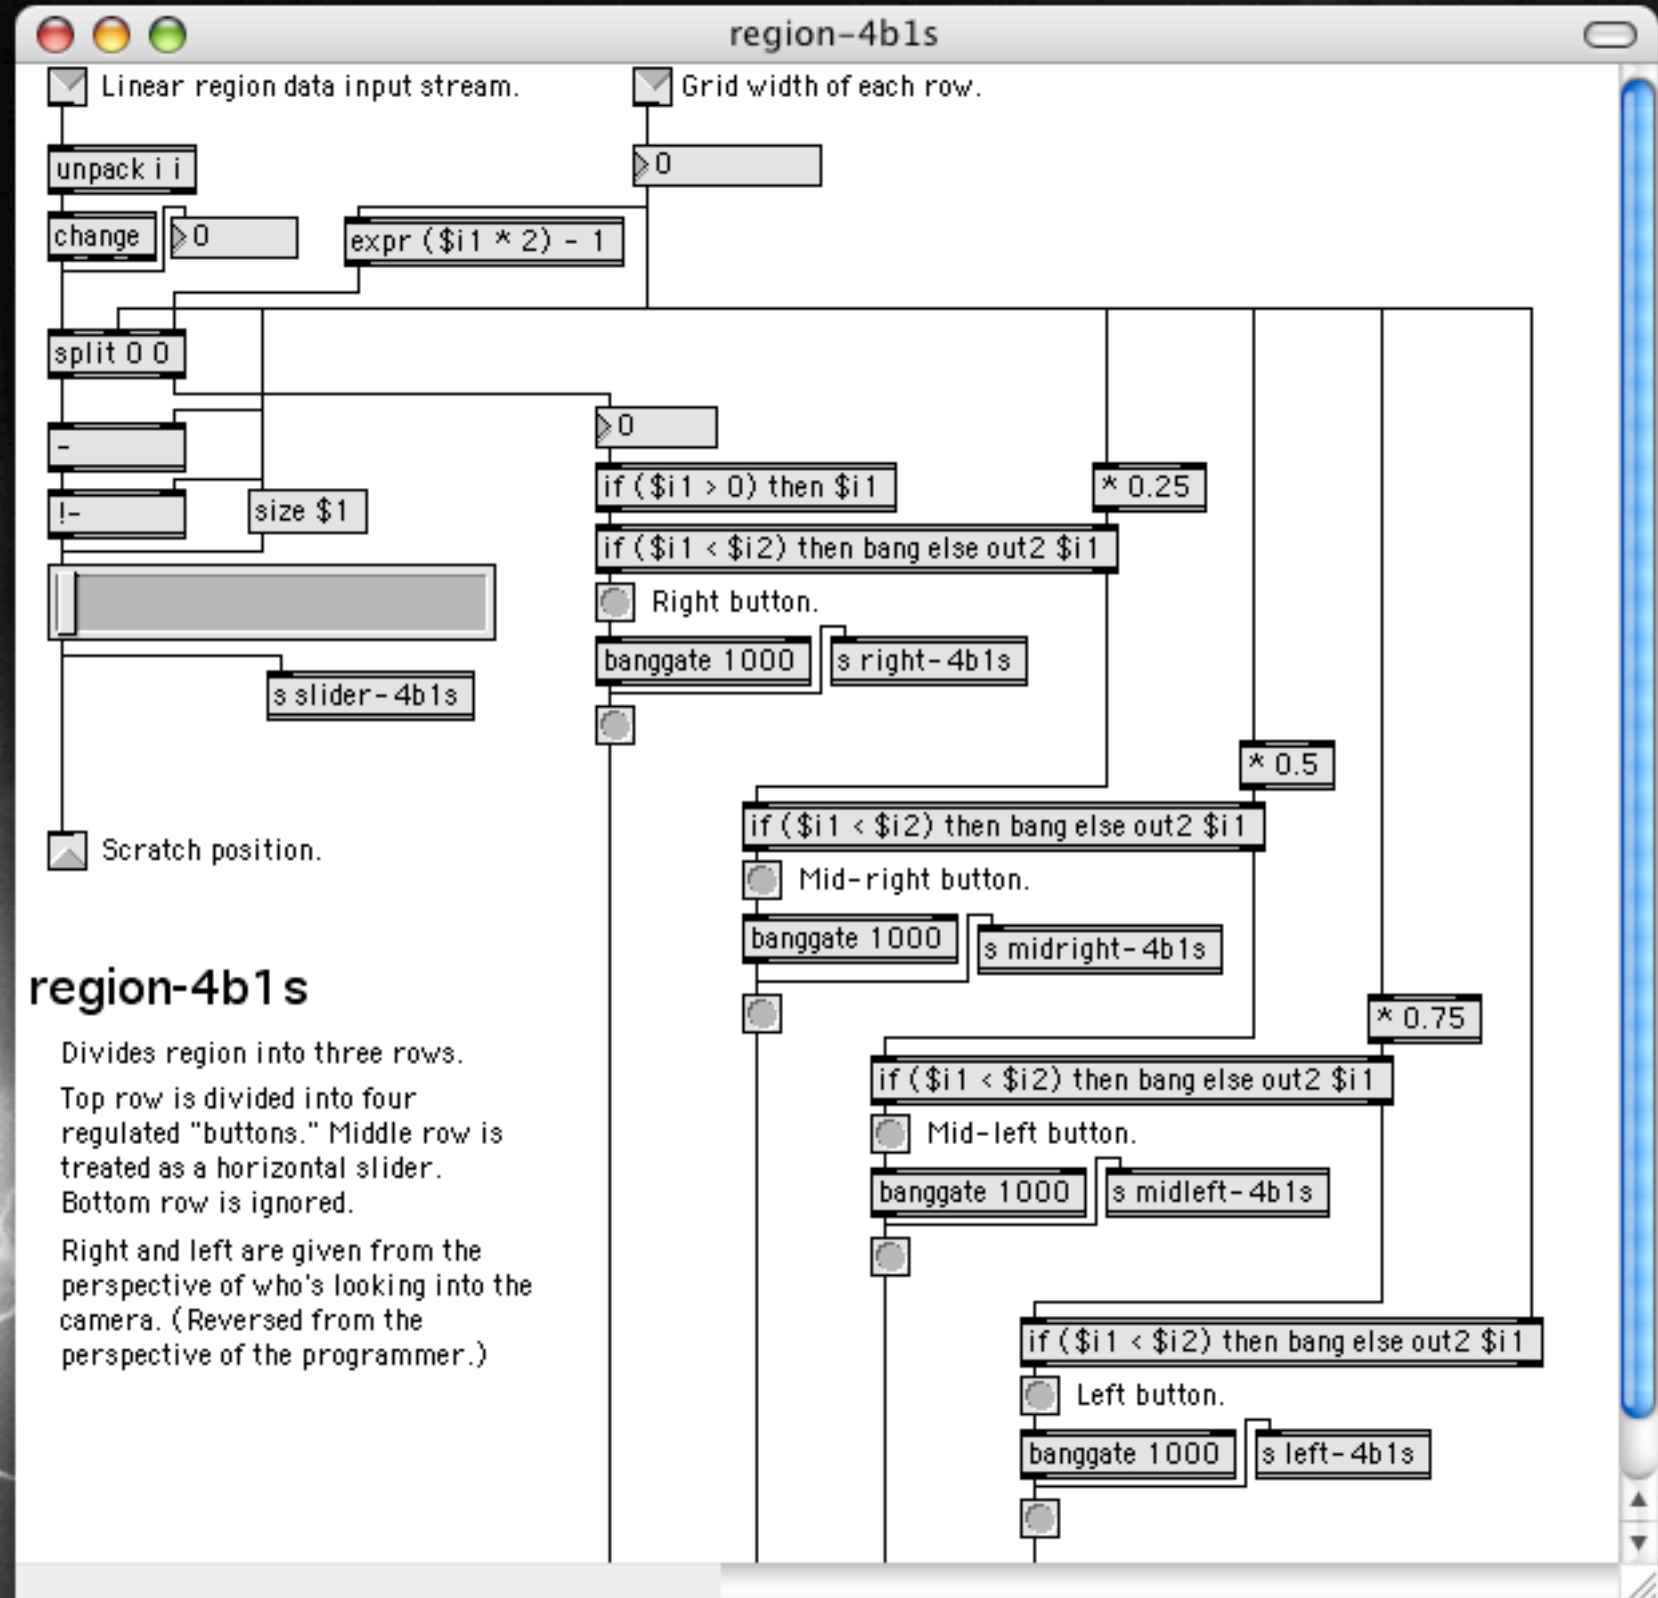 region-4b1s
Linear region data input stream.
Grid width of each row.
unpack i i
0
change
0
expr ($i1 * 2) - 1
split 0 0
-
0
!-
size $1
if ($i1 > 0) then $i1
* 0.25
if ($i1 < $i2) then bang else out2 $i1
Right button.
banggate 1000
s right-4b1s
s slider-4b1s
* 0.5
if ($i1 < $i2) then bang else out2 $i1
Scratch position.
Mid-right button.
banggate 1000
s midright-4b1s
region-4b1s
Divides region into three rows.
Top row is divided into four
regulated "buttons." Middle row is
treated as a horizontal slider.
Bottom row is ignored.
Right and left are given from the
perspective of who's looking into the
camera. (Reversed from the
perspective of the programmer.)
* 0.75
if ($i1 < $i2) then bang else out2 $i1
Mid-left button.
banggate 1000
s midleft-4b1s
if ($i1 < $i2) then bang else out2 $i1
Left button.
banggate 1000
s left-4b1s